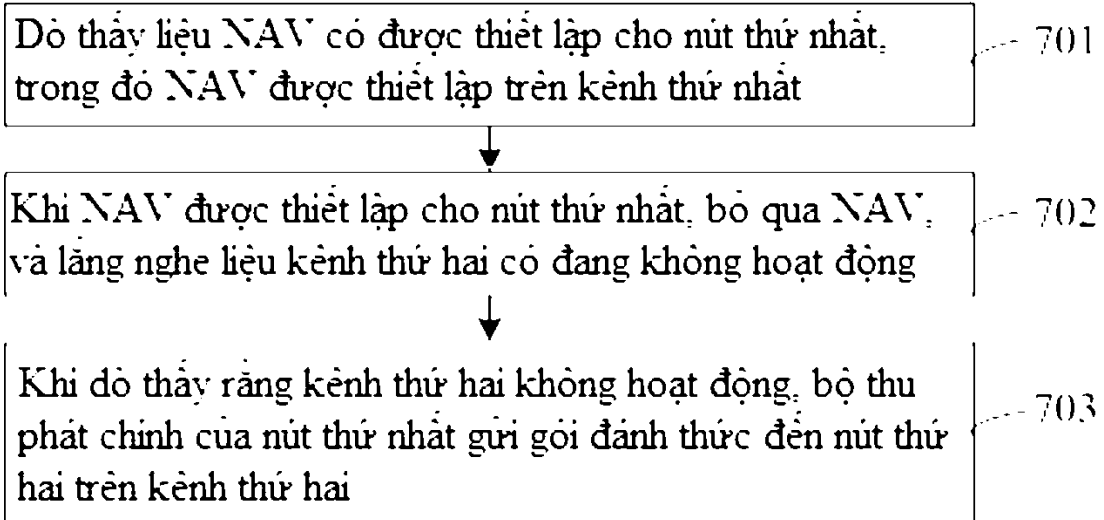 Dò thấy liệu NAV có được thiết lập cho nút thứ nhất,
trong đó NAV được thiết lập trên kênh thứ nhất
701
Khi NAV được thiết lập cho nút thứ nhất, bỏ qua NAV,
và lắng nghe liệu kênh thứ hai có đang không hoạt động
702
Khi dò thấy rằng kênh thứ hai không hoạt động, bộ thu
phát chính của nút thứ nhất gửi gói đánh thức đến nút thứ
hai trên kênh thứ hai
703